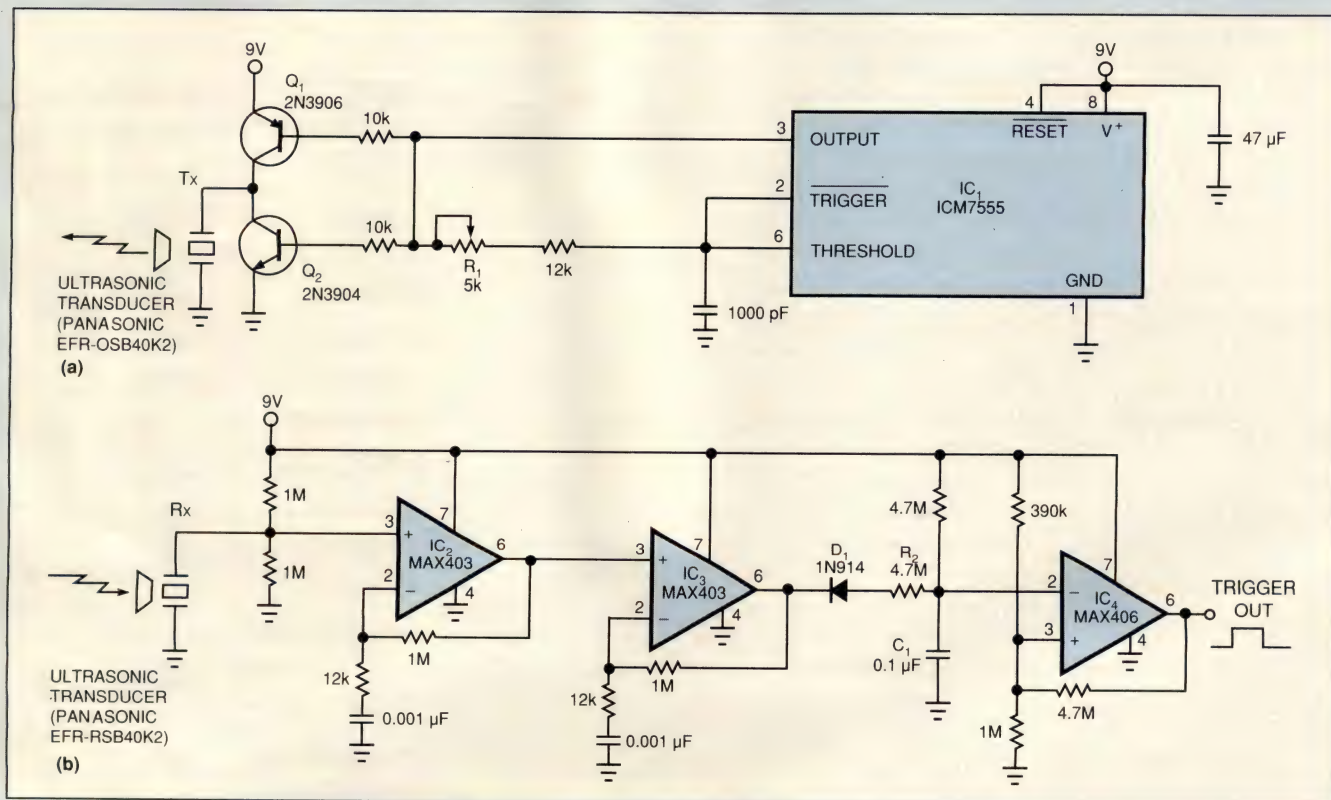 9V
Q1
2N3906
10k
Tx
10k
Q2
2N3904
R1
5k
12k
1000 pF
ULTRASONIC
TRANSDUCER
(PANASONIC
EFR-OSB40K2)
(a)
9V
4
8
RESET
V+
3
OUTPUT
2
TRIGGER
6
THRESHOLD
IC1
ICM7555
GND
1
47 µF
9V
1M
Rx
1M
3
+
7
IC2
MAX403
6
2
−
4
1M
12k
0.001 µF
3
+
7
IC3
MAX403
6
2
−
4
1M
12k
0.001 µF
D1
1N914
R2
4.7M
4.7M
C1
0.1 µF
390k
2
−
7
IC4
MAX406
6
3
+
4
4.7M
1M
TRIGGER
OUT
ULTRASONIC
TRANSDUCER
(PANASONIC
EFR-RSB40K2)
(b)